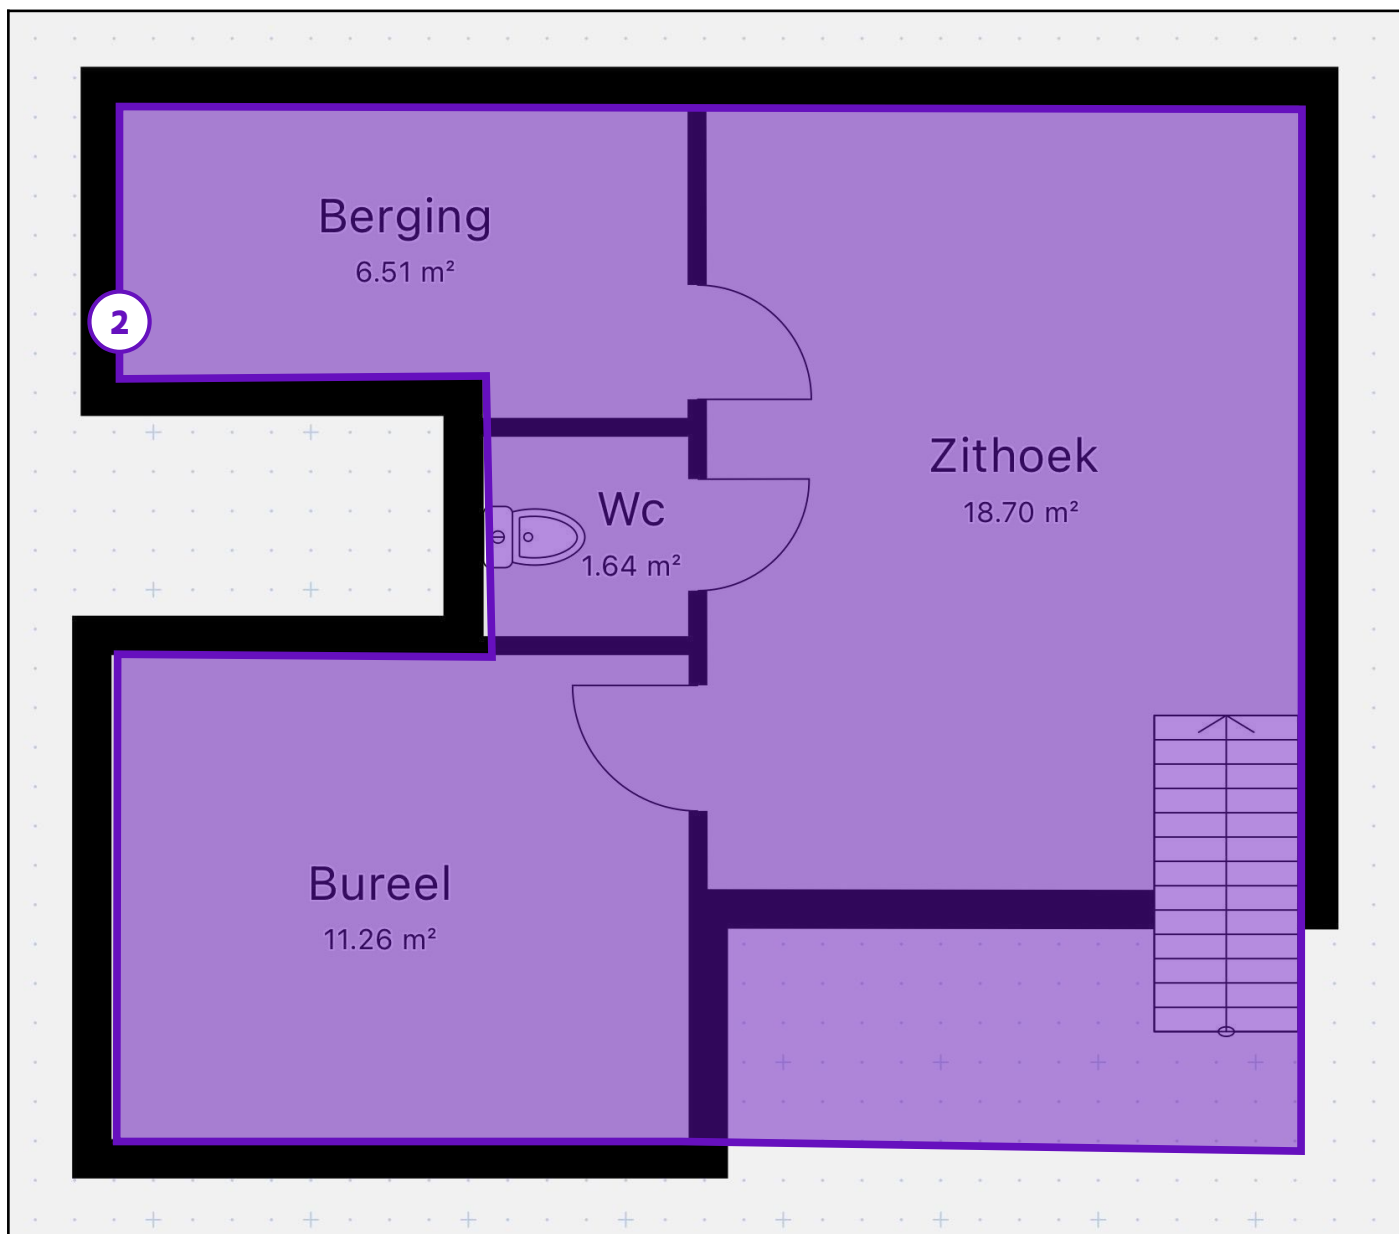 Berging
6.51 m²
2
Zithoek
18.70 m²
Wc
1.64 m²
Bureel
11.26 m²